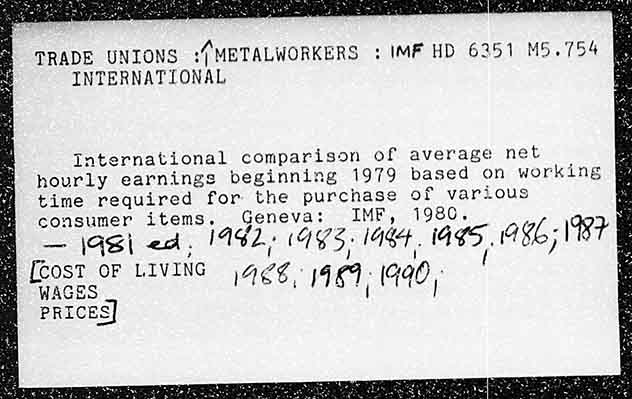 TRADE UNIONS : METALWORKERS : IMF HD 6351 M5.754
INTERNATIONAL
International comparison of average net
hourly earnings beginning 1979 based on working
time required for the purchase of various
consumer items. Geneva: IMF, 1980.
— 1981 ed; 1982; 1983; 1984; 1985; 1986; 1987
[COST OF LIVING 1988; 1989; 1990;
WAGES
PRICES]